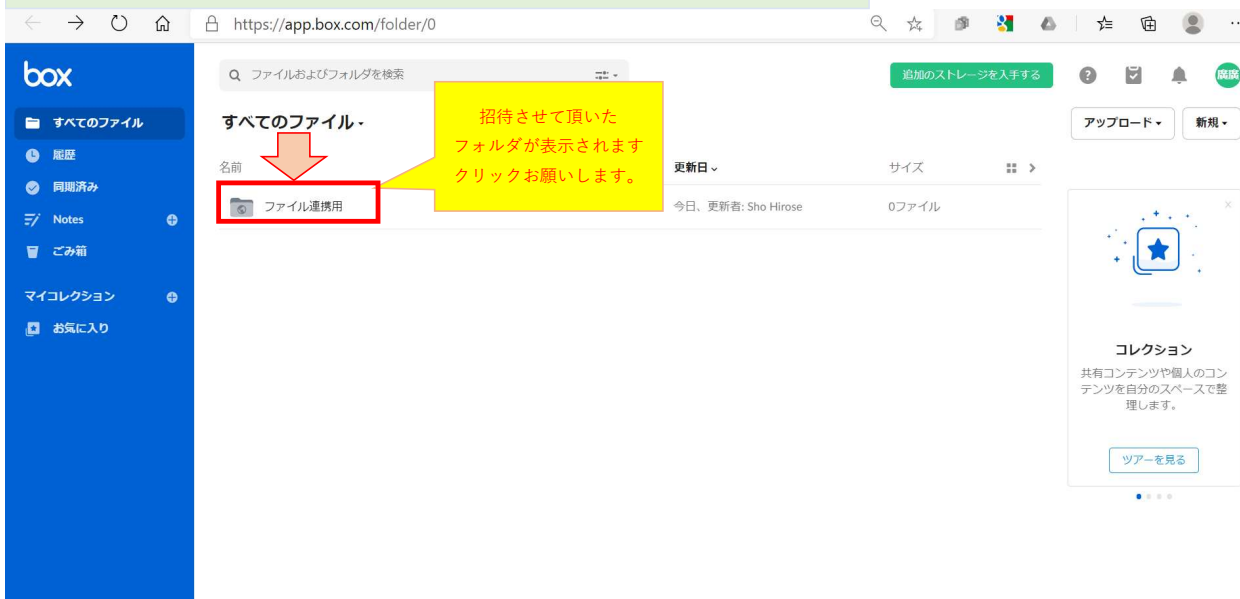 https://app.box.com/folder/0
box
ファイルおよびフォルダを検索
追加のストレージを入手する
廣廣
すべてのファイル
履歴
同期済み
Notes
ごみ箱
マイコレクション
お気に入り
すべてのファイル
アップロード
新規
招待させて頂いた
フォルダが表示されます
クリックお願いします。
名前
更新日
サイズ
ファイル連携用
今日、更新者: Sho Hirose
0ファイル
コレクション
共有コンテンツや個人のコン
テンツを自分のスペースで整
理します。
ツアーを見る